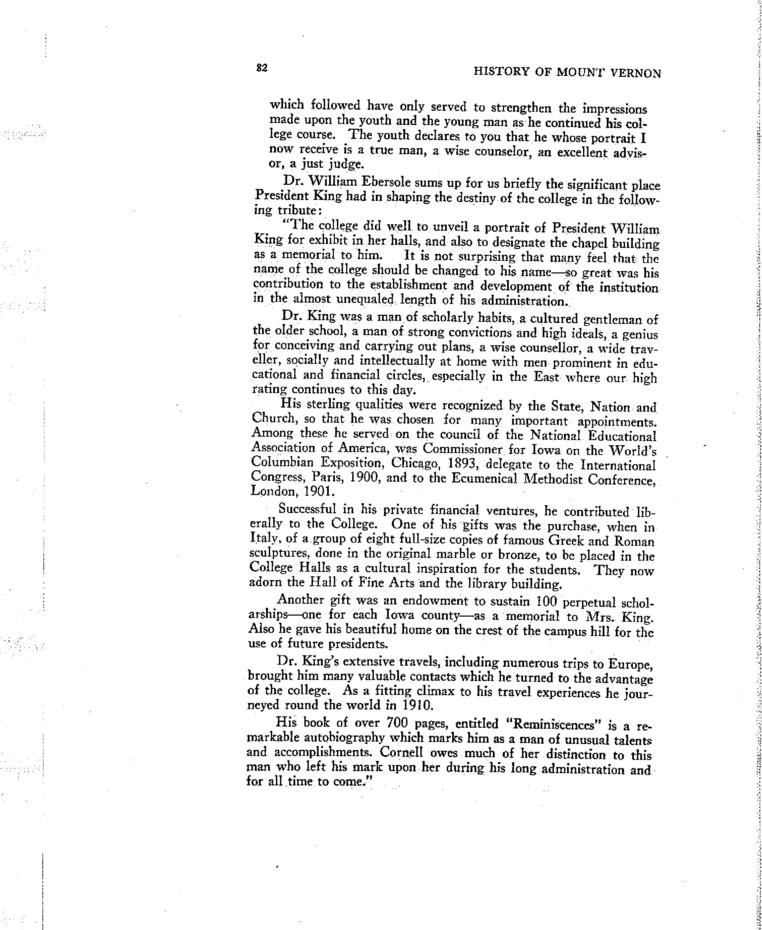 82
HISTORY OF MOUNT VERNON
which followed have only served to strengthen the impressions
made upon the youth and the young man as he continued his col-
lege course. The youth declares to you that he whose portrait I
now receive is a true man, a wise counselor, an excellent advis-
or, a just judge.
Dr. William Ebersole sums up for us briefly the significant place
President King had in shaping the destiny of the college in the follow-
ing tribute:
"The college did well to unveil a portrait of President William
King for exhibit in her halls, and also to designate the chapel building
as a memorial to him. It is not surprising that many feel that the
name of the college should be changed to his name—so great was his
contribution to the establishment and development of the institution
in the almost unequaled length of his administration.
Dr. King was a man of scholarly habits, a cultured gentleman of
the older school, a man of strong convictions and high ideals, a genius
for conceiving and carrying out plans, a wise counsellor, a wide trav-
eller, socially and intellectually at home with men prominent in edu-
cational and financial circles, especially in the East where our high
rating continues to this day.
His sterling qualities were recognized by the State, Nation and
Church, so that he was chosen for many important appointments.
Among these he served on the council of the National Educational
Association of America, was Commissioner for Iowa on the World's
Columbian Exposition, Chicago, 1893, delegate to the International
Congress, Paris, 1900, and to the Ecumenical Methodist Conference,
London, 1901.
Successful in his private financial ventures, he contributed lib-
erally to the College. One of his gifts was the purchase, when in
Italy, of a group of eight full-size copies of famous Greek and Roman
sculptures, done in the original marble or bronze, to be placed in the
College Halls as a cultural inspiration for the students. They now
adorn the Hall of Fine Arts and the library building.
Another gift was an endowment to sustain 100 perpetual schol-
arships—one for each Iowa county—as a memorial to Mrs. King.
Also he gave his beautiful home on the crest of the campus hill for the
use of future presidents.
Dr. King's extensive travels, including numerous trips to Europe,
brought him many valuable contacts which he turned to the advantage
of the college. As a fitting climax to his travel experiences he jour-
neyed round the world in 1910.
His book of over 700 pages, entitled "Reminiscences" is a re-
markable autobiography which marks him as a man of unusual talents
and accomplishments. Cornell owes much of her distinction to this
man who left his mark upon her during his long administration and
for all time to come."